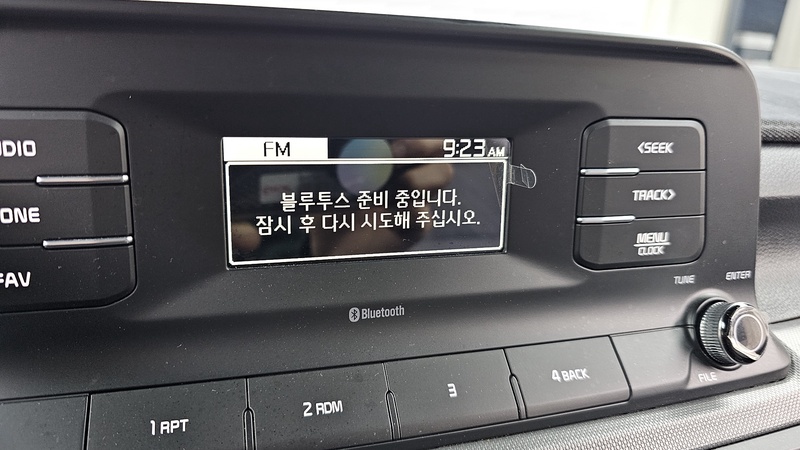 FM 9:23 AM
블루투스 준비 중입니다.
잠시 후 다시 시도해 주십시오.
UDIO
ONE
FAV
<SEEK
TRACK>
MENU
CLOCK
TUNE ENTER
Bluetooth
1 RPT 2 RDM 3 4 BACK
FILE